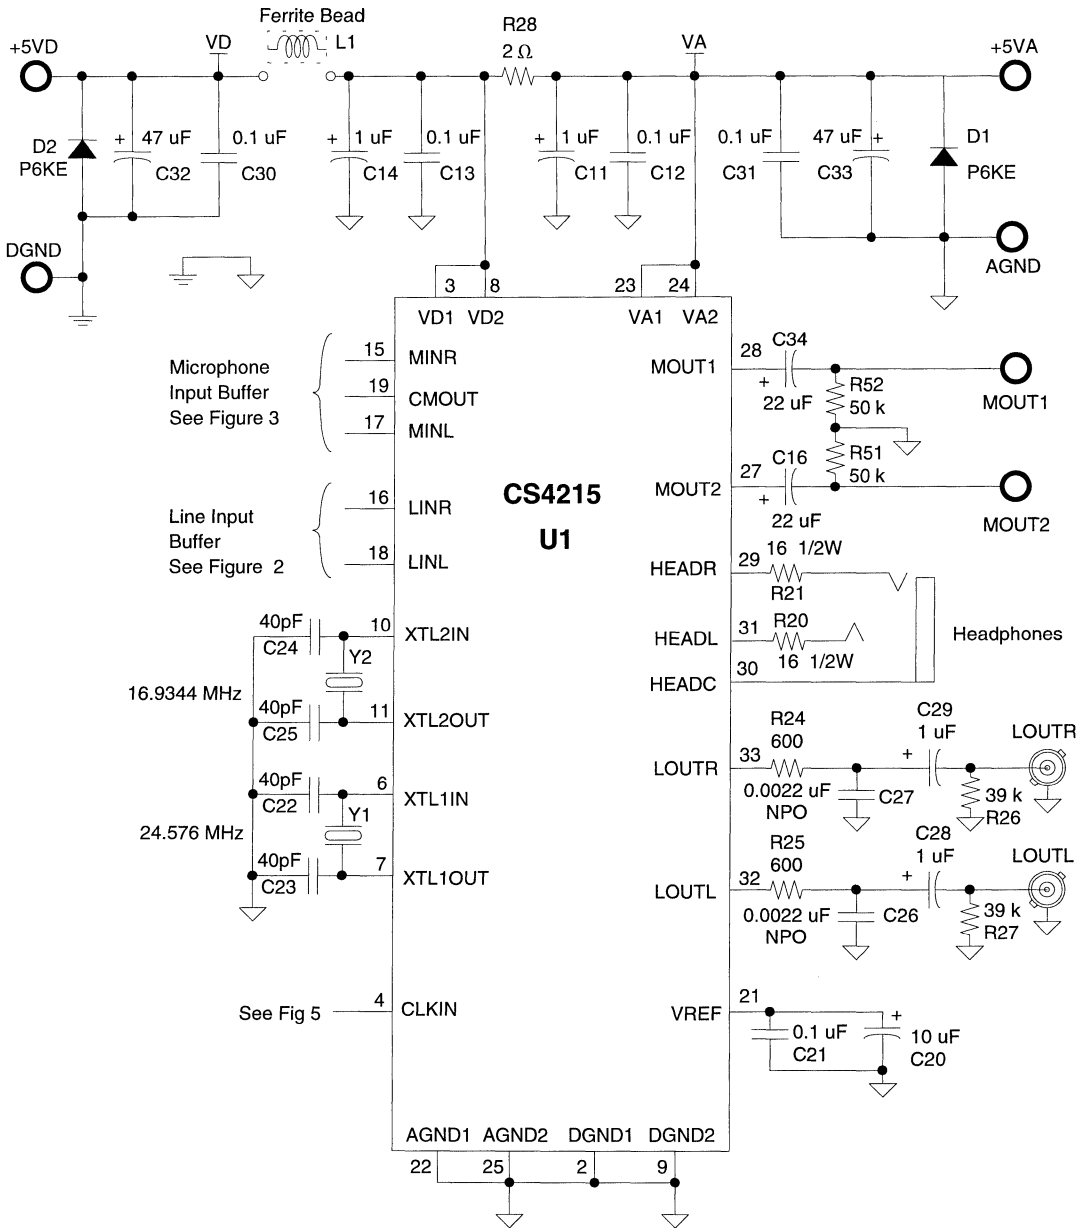 Ferrite Bead
+5VD
VD
L1
R28
2 Ω
VA
+5VA
D2
P6KE
+
47 uF
C32
0.1 uF
C30
+
1 uF
C14
0.1 uF
C13
+
1 uF
C11
0.1 uF
C12
0.1 uF
C31
47 uF
+
C33
D1
P6KE
DGND
AGND
3
8
23
24
VD1
VD2
VA1
VA2
Microphone
Input Buffer
See Figure 3
15
MINR
19
CMOUT
17
MINL
Line Input
Buffer
See Figure 2
16
LINR
18
LINL
CS4215
U1
MOUT1
28
C34
+
22 uF
R52
50 k
MOUT1
MOUT2
27
C16
+
22 uF
R51
50 k
MOUT2
HEADR
29
16 1/2W
R21
HEADL
31
R20
16 1/2W
HEADC
30
Headphones
40pF
C24
10
XTL2IN
Y2
16.9344 MHz
40pF
C25
11
XTL2OUT
40pF
C22
6
XTL1IN
Y1
24.576 MHz
40pF
C23
7
XTL1OUT
LOUTR
33
R24
600
0.0022 uF
NPO
C27
C29
1 uF
+
39 k
R26
LOUTR
LOUTL
32
R25
600
0.0022 uF
NPO
C26
C28
1 uF
+
39 k
R27
LOUTL
See Fig 5
4
CLKIN
VREF
21
0.1 uF
C21
+
10 uF
C20
AGND1
AGND2
DGND1
DGND2
22
25
2
9